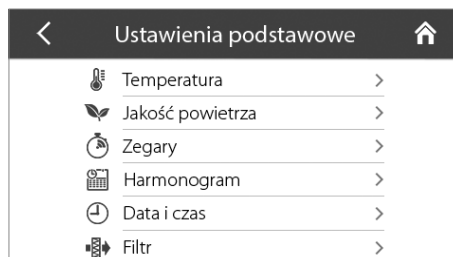 Ustawienia podstawowe
Temperatura
Jakość powietrza
Zegary
Harmonogram
Data i czas
Filtr